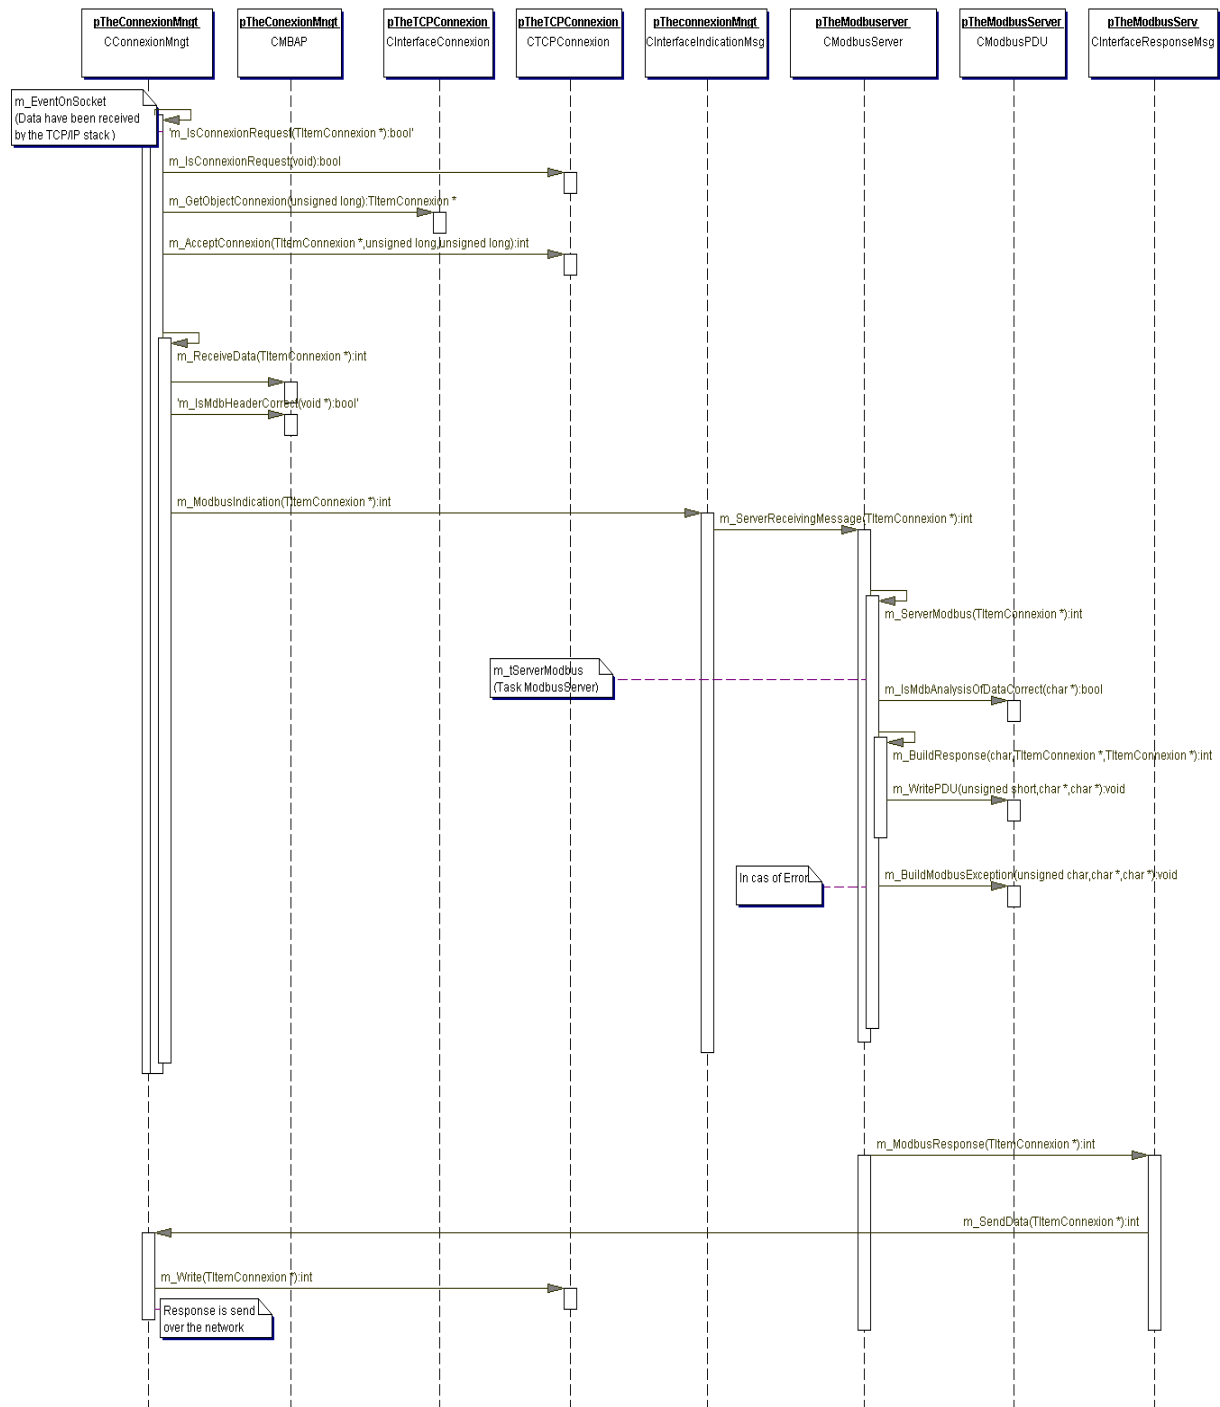 pTheConnexionMngt
CConnexionMngt
pTheConexionMngt
CMBAP
pTheTCPConnexion
CInterfaceConnexion
pTheTCPConnexion
CTCPConnexion
pTheconnexionMngt
CInterfaceIndicationMsg
pTheModbuserver
CModbusServer
pTheModbusServer
CModbusPDU
pTheModbusServ
CInterfaceResponseMsg
m_EventOnSocket
(Data have been received
by the TCP/IP stack )
'm_IsConnexionRequest(TItemConnexion *):bool'
m_IsConnexionRequest(void):bool
m_GetObjectConnexion(unsigned long):TItemConnexion *
m_AcceptConnexion(TItemConnexion *,unsigned long,unsigned long):int
m_ReceiveData(TItemConnexion *):int
'm_IsMdbHeaderCorrect(void *):bool'
m_ModbusIndication(TItemConnexion *):int
m_ServerReceivingMessage(TItemConnexion *):int
m_ServerModbus(TItemConnexion *):int
m_tServerModbus
(Task ModbusServer)
m_IsMdbAnalysisOfDataCorrect(char *):bool
m_BuildResponse(char,TItemConnexion *,TItemConnexion *):int
m_WritePDU(unsigned short,char *,char *):void
In cas of Error
m_BuildModbusException(unsigned char,char *,char *):void
m_ModbusResponse(TItemConnexion *):int
m_SendData(TItemConnexion *):int
m_Write(TItemConnexion *):int
Response is send
over the network